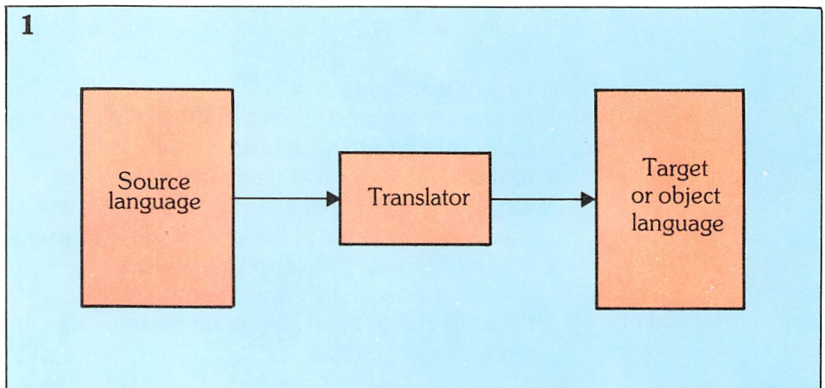 1
Source
language
Translator
Target
or object
language